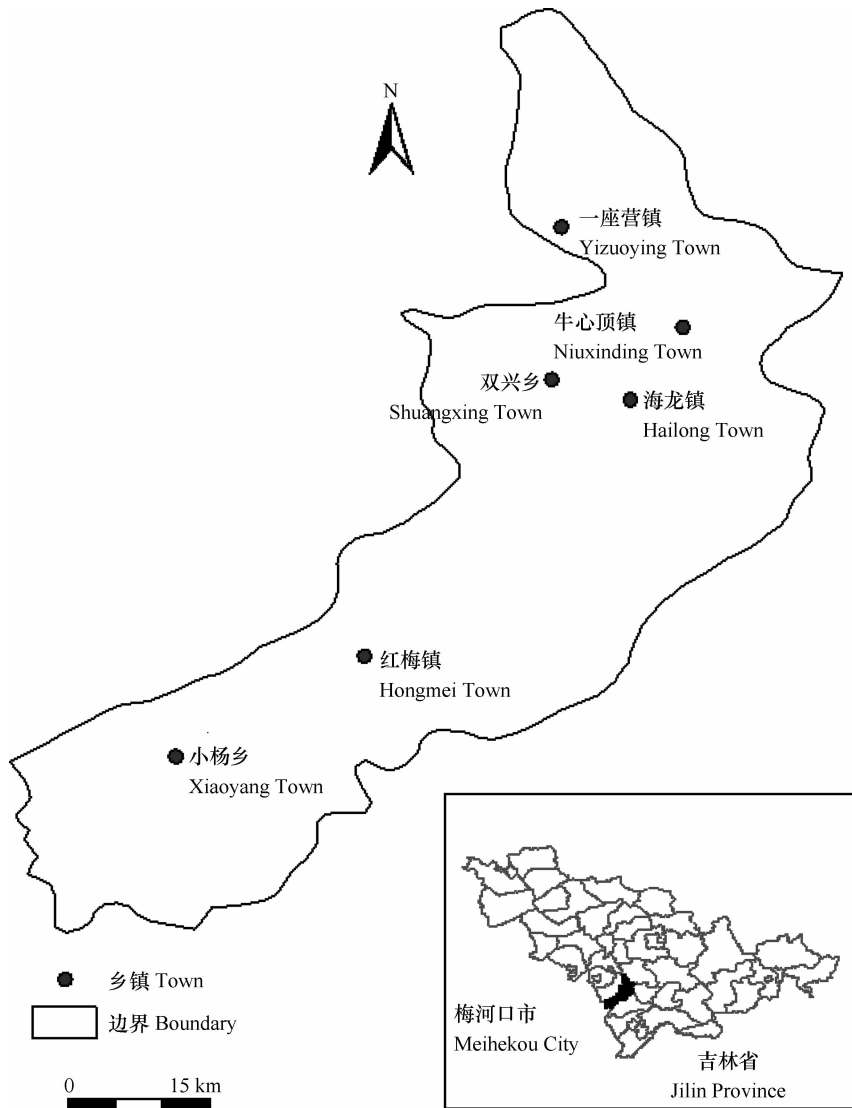 N
一座营镇
Yizuoying Town
牛心顶镇
Niuxinding Town
双兴乡
Shuangxing Town
海龙镇
Hailong Town
红梅镇
Hongmei Town
小杨乡
Xiaoyang Town
乡镇 Town
边界 Boundary
0 15 km
梅河口市
Meihekou City
吉林省
Jilin Province